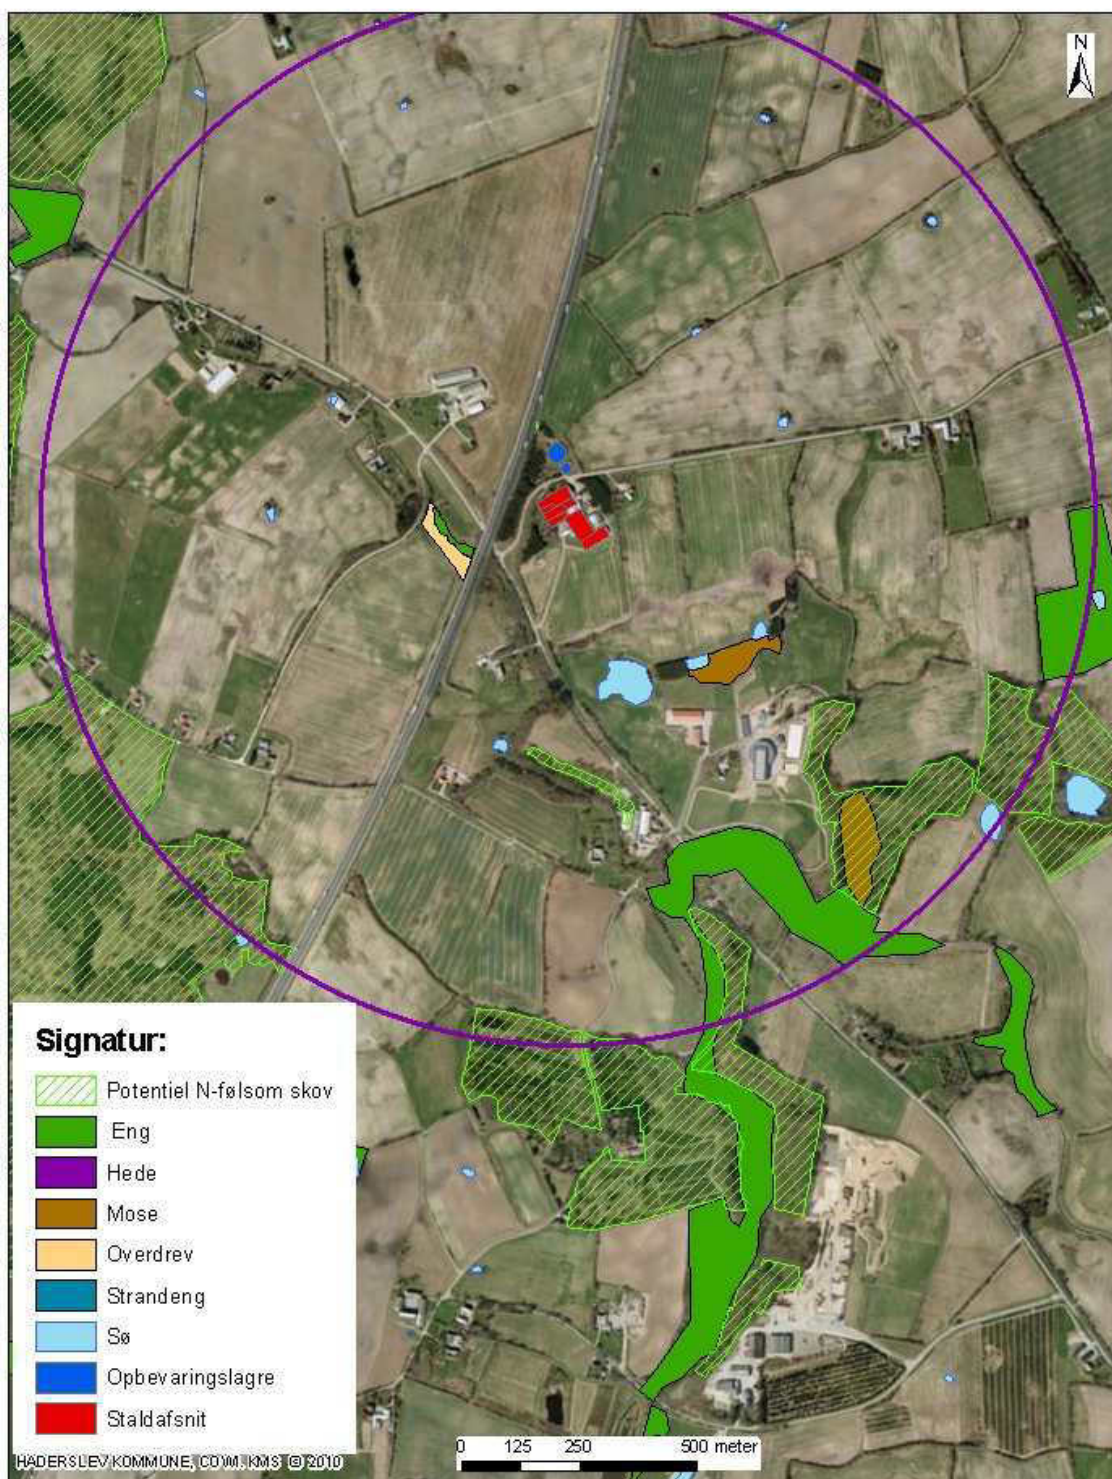 N
Signatur:
Potentiel N-følsom skov
Eng
Hede
Mose
Overdrev
Strandeng
Sø
Opbevaringslagre
Staldafsnit
0 125 250 500 meter
HADERSLEV KOMMUNE, COWI. KMS © 2010